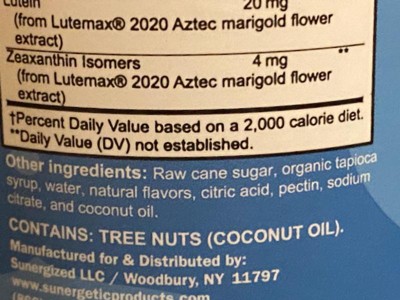 Lutein 20 mg
(from Lutemax® 2020 Aztec marigold flower
extract)
Zeaxanthin Isomers 4 mg **
(from Lutemax® 2020 Aztec marigold flower
extract)
†Percent Daily Value based on a 2,000 calorie diet.
**Daily Value (DV) not established.
Other ingredients: Raw cane sugar, organic tapioca
syrup, water, natural flavors, citric acid, pectin, sodium
citrate, and coconut oil.
CONTAINS: TREE NUTS (COCONUT OIL).
Manufactured for & Distributed by:
Sunergized LLC / Woodbury, NY 11797
www.sunergeticproducts.com